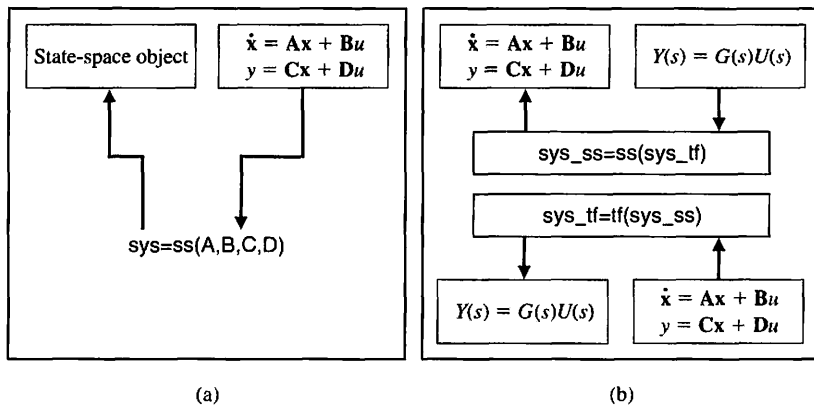 State-space object
ẋ = Ax + Bu
y = Cx + Du
sys=ss(A,B,C,D)
(a)
ẋ = Ax + Bu
y = Cx + Du
Y(s) = G(s)U(s)
sys_ss=ss(sys_tf)
sys_tf=tf(sys_ss)
Y(s) = G(s)U(s)
ẋ = Ax + Bu
y = Cx + Du
(b)